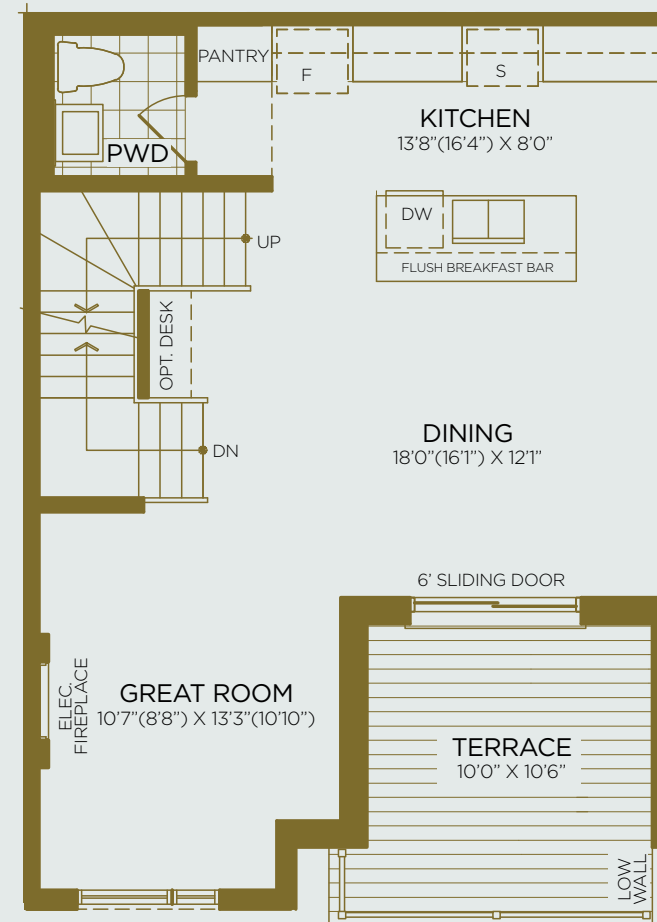 PANTRY
F
S
KITCHEN
13’8”(16’4”) X 8’0”
PWD
DW
FLUSH BREAKFAST BAR
UP
OPT. DESK
DINING
18’0”(16’1”) X 12’1”
DN
6’ SLIDING DOOR
ELEC.
FIREPLACE
GREAT ROOM
10’7”(8’8”) X 13’3”(10’10”)
TERRACE
10’0” X 10’6”
LOW
WALL